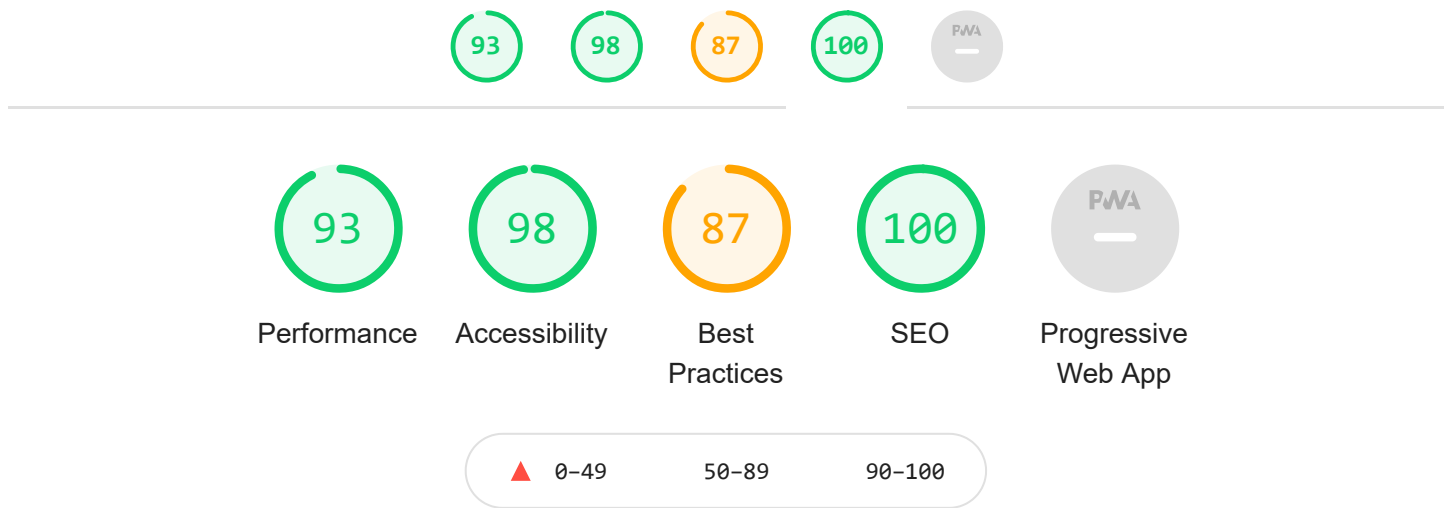 93 98 87 100 PWA
93 98 87 100 PWA
Performance Accessibility Best Practices SEO Progressive Web App
0–49 50–89 90–100